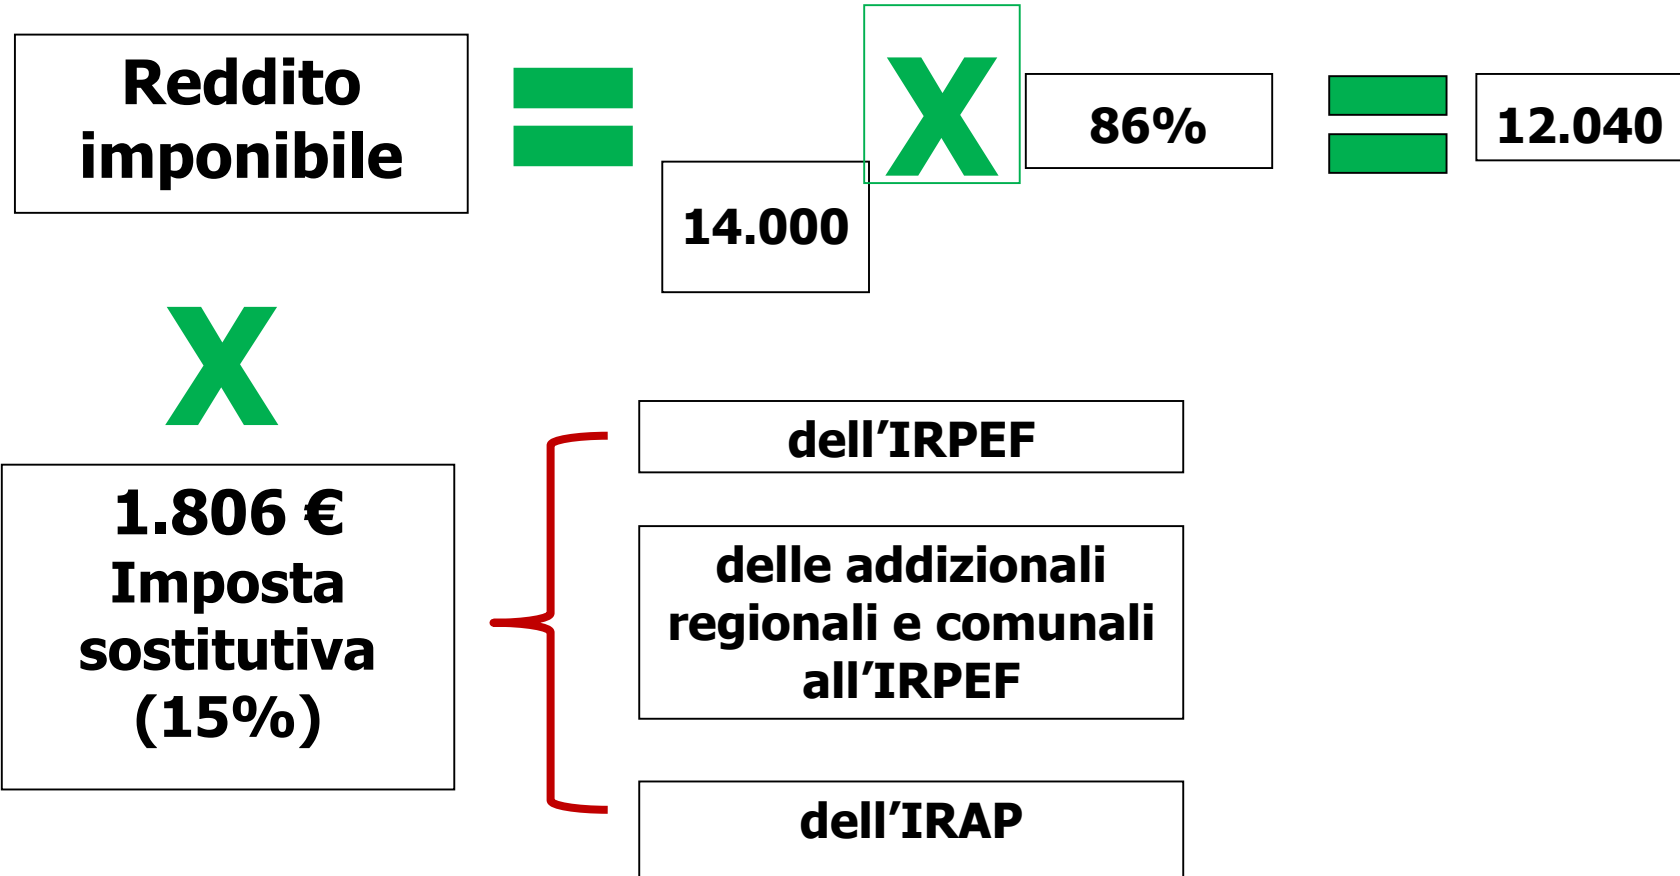 Reddito
imponibile
=
14.000
X
86%
=
12.040
X
1.806 €
Imposta
sostitutiva
(15%)
dell’IRPEF
delle addizionali
regionali e comunali
all’IRPEF
dell’IRAP